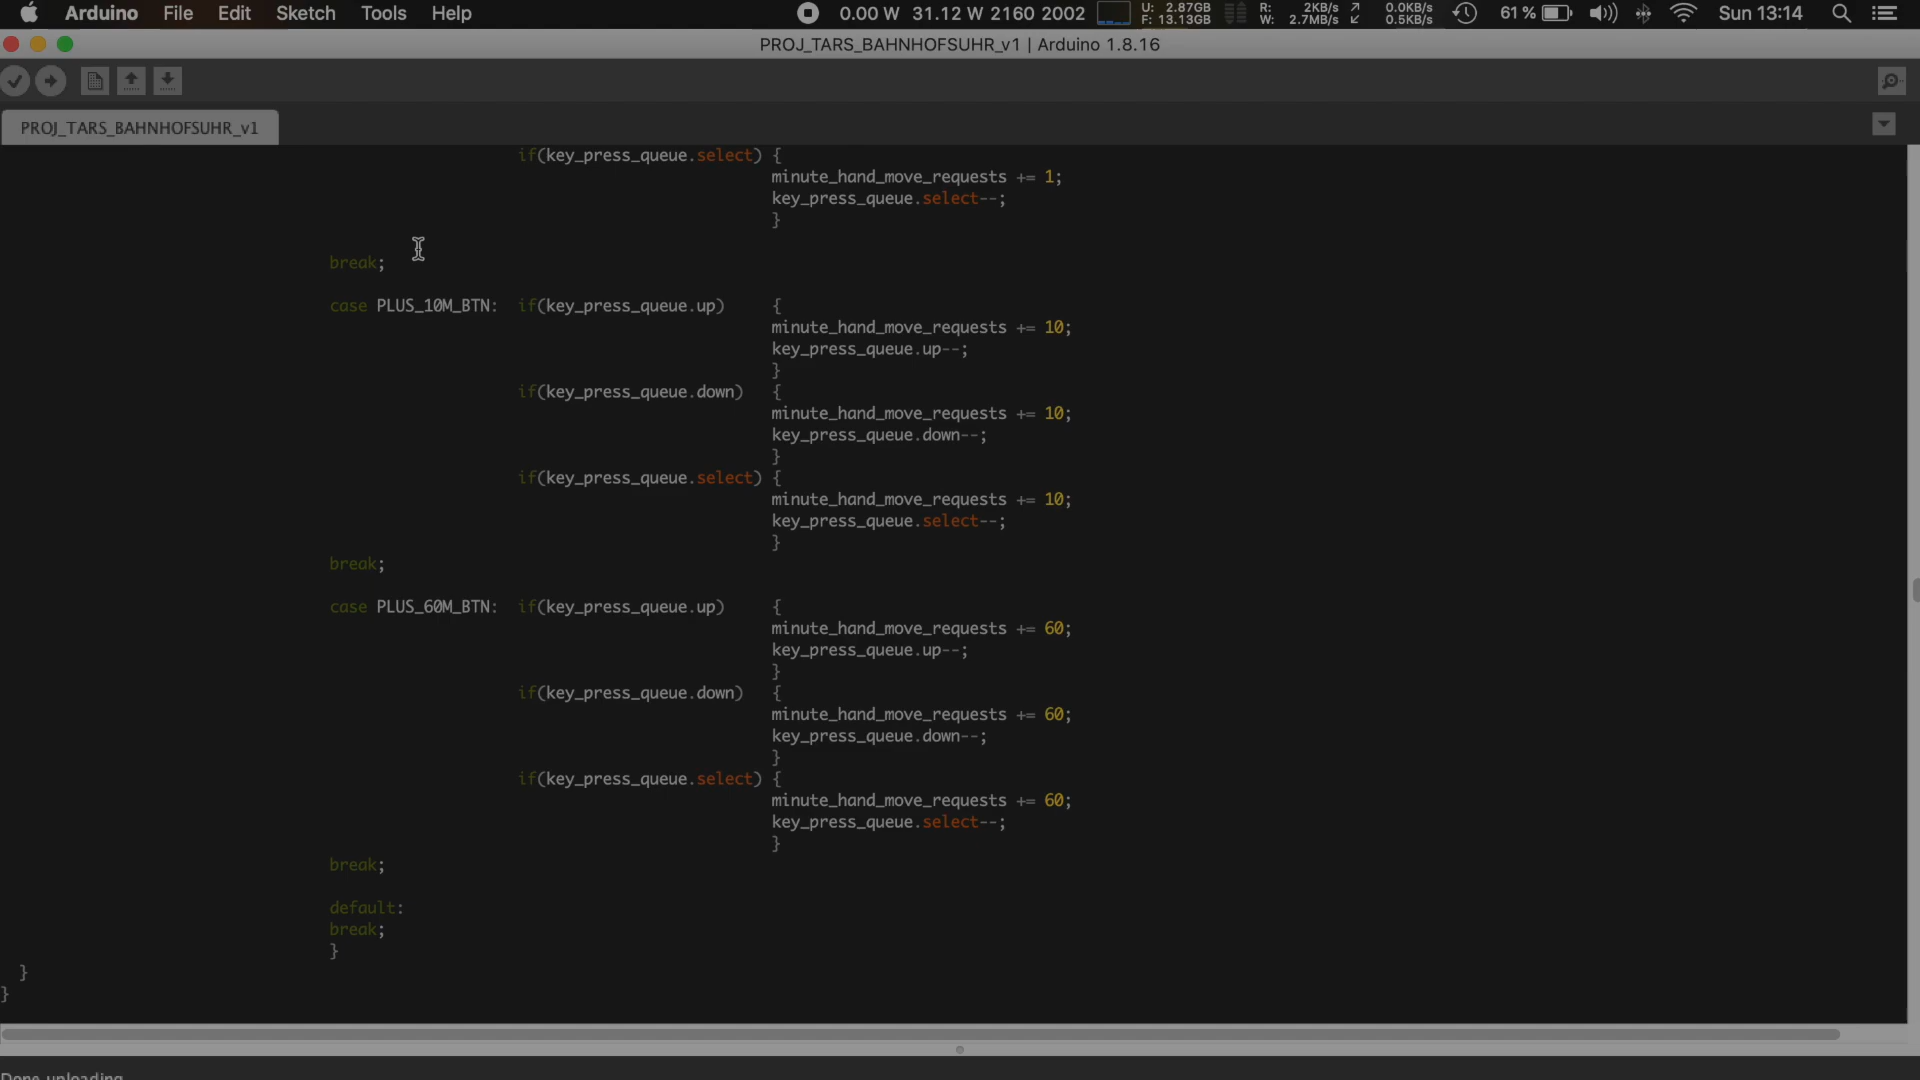 Arduino File Edit Sketch Tools Help 0.00 W 31.12 W 2160 2002 U: 2.87GB F: 13.13GB R: 2KB/s W: 2.7MB/s 0.0KB/s 0.5KB/s 61% Sun 13:14
PROJ_TARS_BAHNHOFSUHR_v1 | Arduino 1.8.16
PROJ_TARS_BAHNHOFSUHR_v1
if(key_press_queue.select) {
minute_hand_move_requests += 1;
key_press_queue.select--;
}
break;
case PLUS_10M_BTN: if(key_press_queue.up) {
minute_hand_move_requests += 10;
key_press_queue.up--;
}
if(key_press_queue.down) {
minute_hand_move_requests += 10;
key_press_queue.down--;
}
if(key_press_queue.select) {
minute_hand_move_requests += 10;
key_press_queue.select--;
}
break;
case PLUS_60M_BTN: if(key_press_queue.up) {
minute_hand_move_requests += 60;
key_press_queue.up--;
}
if(key_press_queue.down) {
minute_hand_move_requests += 60;
key_press_queue.down--;
}
if(key_press_queue.select) {
minute_hand_move_requests += 60;
key_press_queue.select--;
}
break;
default:
break;
}
}
}
Done uploading